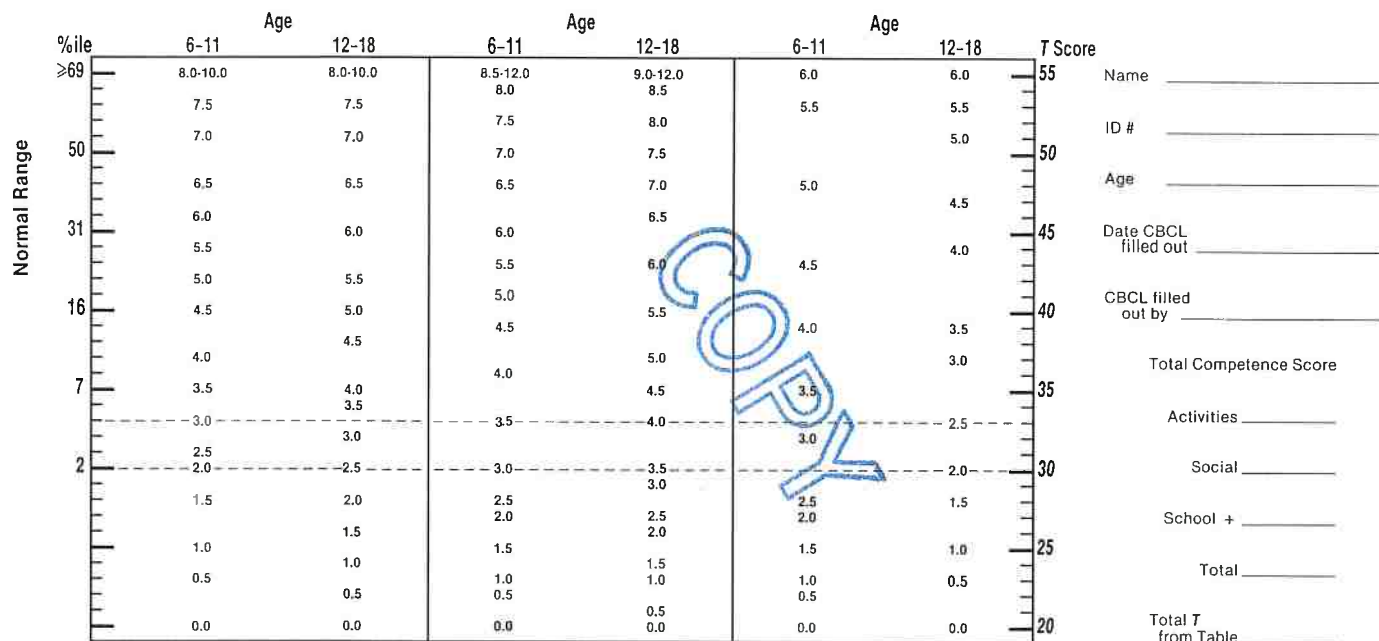 Age Age Age
%ile 6-11 12-18 6-11 12-18 6-11 12-18 T Score
≥69 8.0-10.0 8.0-10.0 8.5-12.0 9.0-12.0 6.0 6.0 55 Name
8.0 8.5
7.5 7.5 5.5 5.5
7.5 8.0 ID #
7.0 7.0 5.0
50 7.0 7.5 50
6.5 6.5 6.5 7.0 5.0 Age
4.5
6.0 6.5
31 6.0 6.0 45 Date CBCL
5.5 4.0 filled out
5.0 5.5 5.5 6.0 4.5
5.0
16 4.5 5.0 5.5 40 CBCL filled
4.5 4.0 3.5 out by
4.5
4.0 5.0 3.0
4.0 Total Competence Score
7 3.5 4.0 4.5 3.5 35
3.5
3.0 3.5 4.0 2.5 Activities
3.0 3.0
2.5
2 2.0 2.5 3.0 3.5 2.0 30 Social
3.0
1.5 2.0 2.5 2.5 1.5
2.0 2.5 2.0
1.5 2.0 School +
1.0 1.5 1.5 1.0 25
1.0 1.5
0.5 1.0 1.0 1.0 0.5 Total
0.5 0.5 0.5
0.5
0.0 0.0 0.0 0.0 0.0 0.0 20 Total T
from Table
Normal Range
COPY